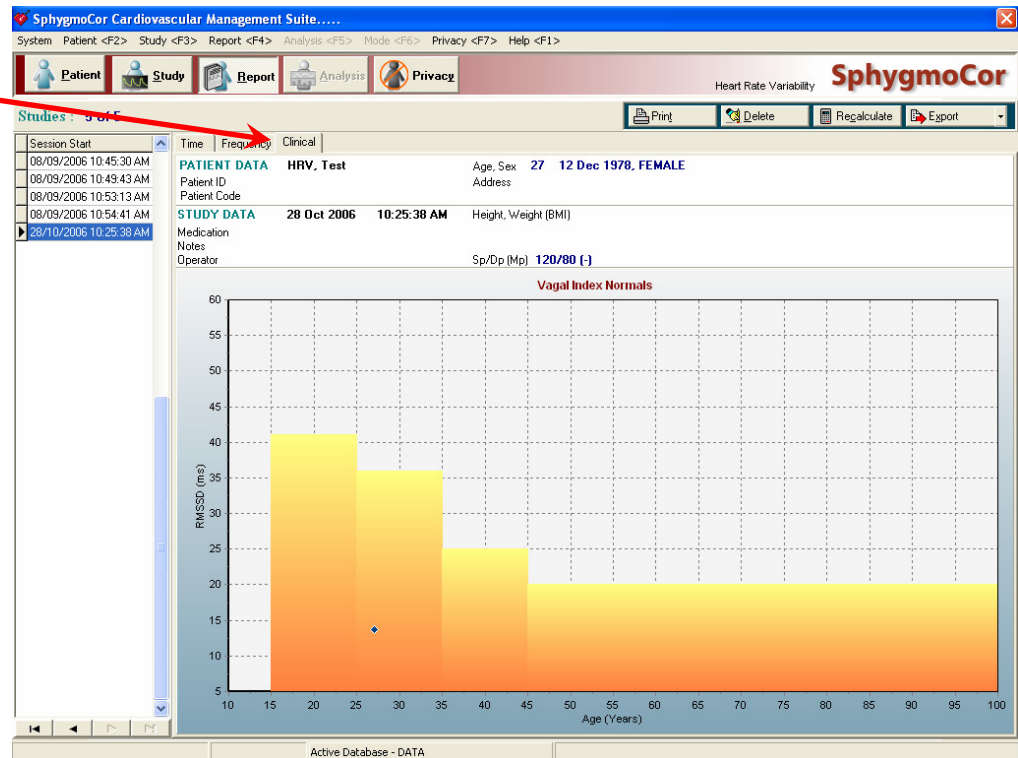 SphygmoCor Cardiovascular Management Suite.....
System Patient <F2> Study <F3> Report <F4> Analysis <F5> Mode <F6> Privacy <F7> Help <F1>
Patient Study Report Analysis Privacy Heart Rate Variability SphygmoCor
Studies : 5 of 5 Print Delete Recalculate Export
Session Start Time Frequency Clinical
08/09/2006 10:45:30 AM
08/09/2006 10:49:43 AM
08/09/2006 10:53:13 AM
08/09/2006 10:54:41 AM
28/10/2006 10:25:38 AM
PATIENT DATA HRV, Test Age, Sex 27 12 Dec 1978, FEMALE
Patient ID Address
Patient Code
STUDY DATA 28 Oct 2006 10:25:38 AM Height, Weight (BMI)
Medication
Notes
Operator Sp/Dp (Mp) 120/80 (-)
Vagal Index Normals
60
55
50
45
40
35
30
25
20
15
10
5
RMSSD (ms)
10 15 20 25 30 35 40 45 50 55 60 65 70 75 80 85 90 95 100
Age (Years)
Active Database - DATA